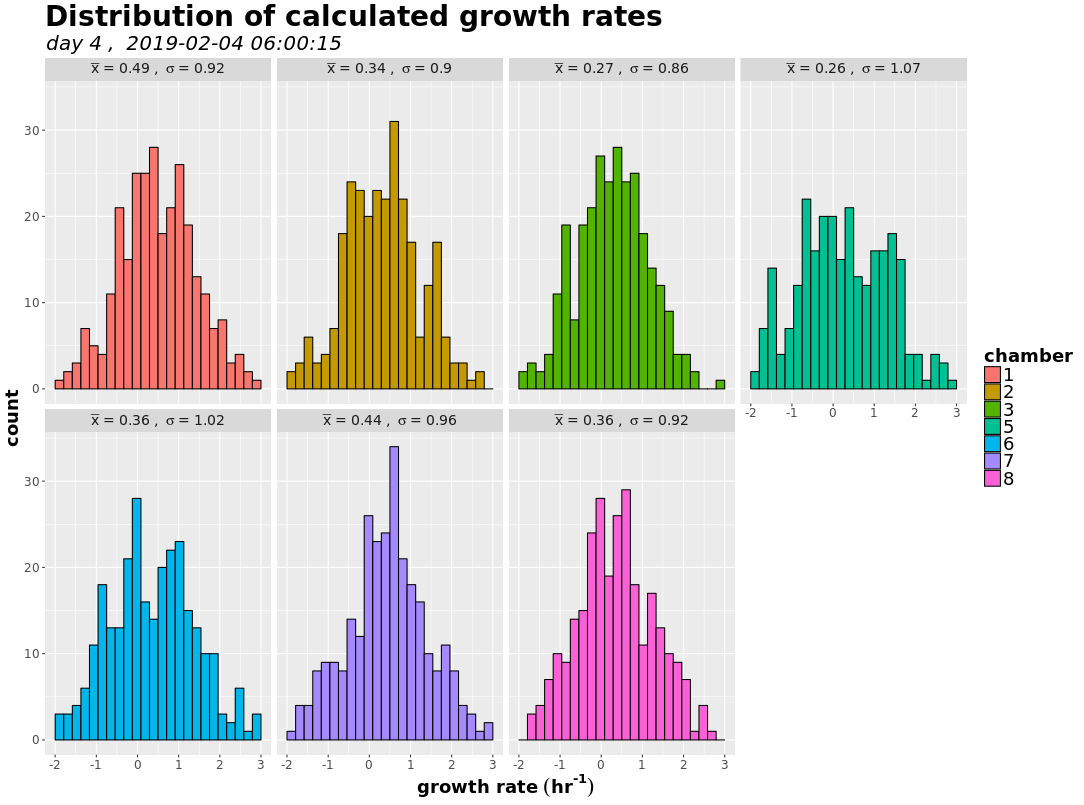 Distribution of calculated growth rates
day 4 ,  2019-02-04 06:00:15
x̅ = 0.49 ,  σ = 0.92
x̅ = 0.34 ,  σ = 0.9
x̅ = 0.27 ,  σ = 0.86
x̅ = 0.26 ,  σ = 1.07
30
20
10
0
-2 -1 0 1 2 3
x̅ = 0.36 ,  σ = 1.02
x̅ = 0.44 ,  σ = 0.96
x̅ = 0.36 ,  σ = 0.92
30
20
10
0
-2 -1 0 1 2 3
-2 -1 0 1 2 3
-2 -1 0 1 2 3
count
growth rate (hr⁻¹)
chamber
1
2
3
5
6
7
8